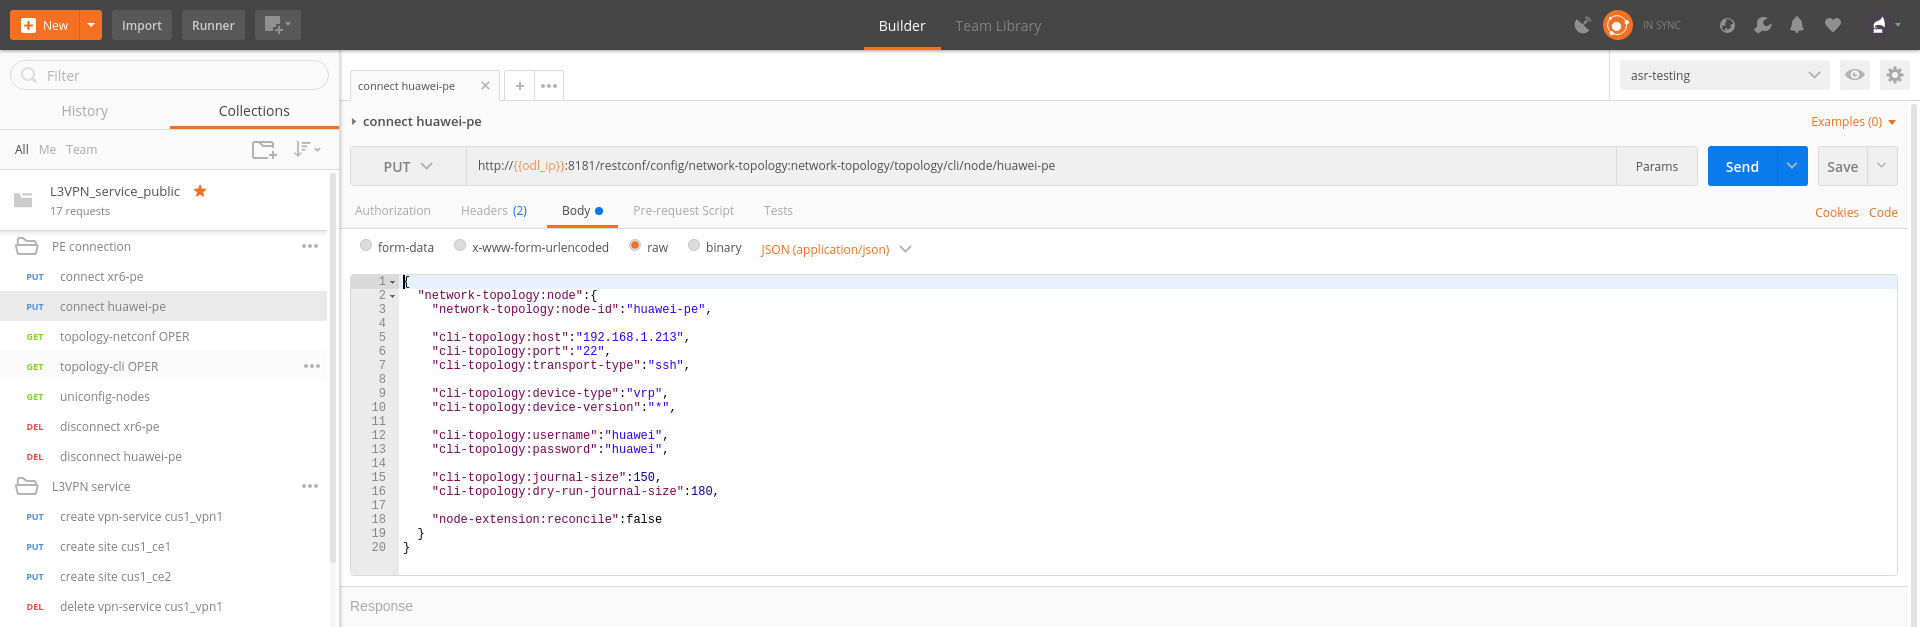 New
Import
Runner
Builder
Team Library
IN SYNC
Filter
History
Collections
All Me Team
L3VPN_service_public
17 requests
PE connection
PUT connect xr6-pe
PUT connect huawei-pe
GET topology-netconf OPER
GET topology-cli OPER
GET uniconfig-nodes
DEL disconnect xr6-pe
DEL disconnect huawei-pe
L3VPN service
PUT create vpn-service cus1_vpn1
PUT create site cus1_ce1
PUT create site cus1_ce2
DEL delete vpn-service cus1_vpn1
connect huawei-pe
asr-testing
connect huawei-pe
Examples (0)
PUT http://{{odl_ip}}:8181/restconf/config/network-topology:network-topology/topology/cli/node/huawei-pe
Params
Send
Save
Authorization Headers (2) Body Pre-request Script Tests
Cookies Code
form-data x-www-form-urlencoded raw binary JSON (application/json)
1 {
2 "network-topology:node":{
3 "network-topology:node-id":"huawei-pe",
4
5 "cli-topology:host":"192.168.1.213",
6 "cli-topology:port":"22",
7 "cli-topology:transport-type":"ssh",
8
9 "cli-topology:device-type":"vrp",
10 "cli-topology:device-version":"*",
11
12 "cli-topology:username":"huawei",
13 "cli-topology:password":"huawei",
14
15 "cli-topology:journal-size":150,
16 "cli-topology:dry-run-journal-size":180,
17
18 "node-extension:reconcile":false
19 }
20 }
Response